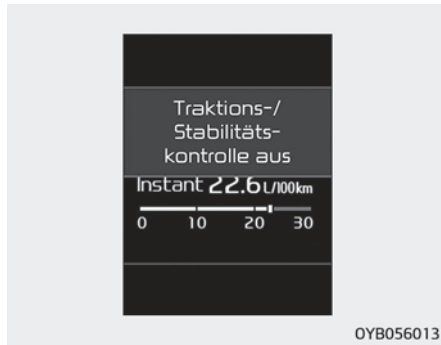 Traktions-/
Stabilitäts-
kontrolle aus
Instant 22.6 L/100km
0 10 20 30
OYB056013